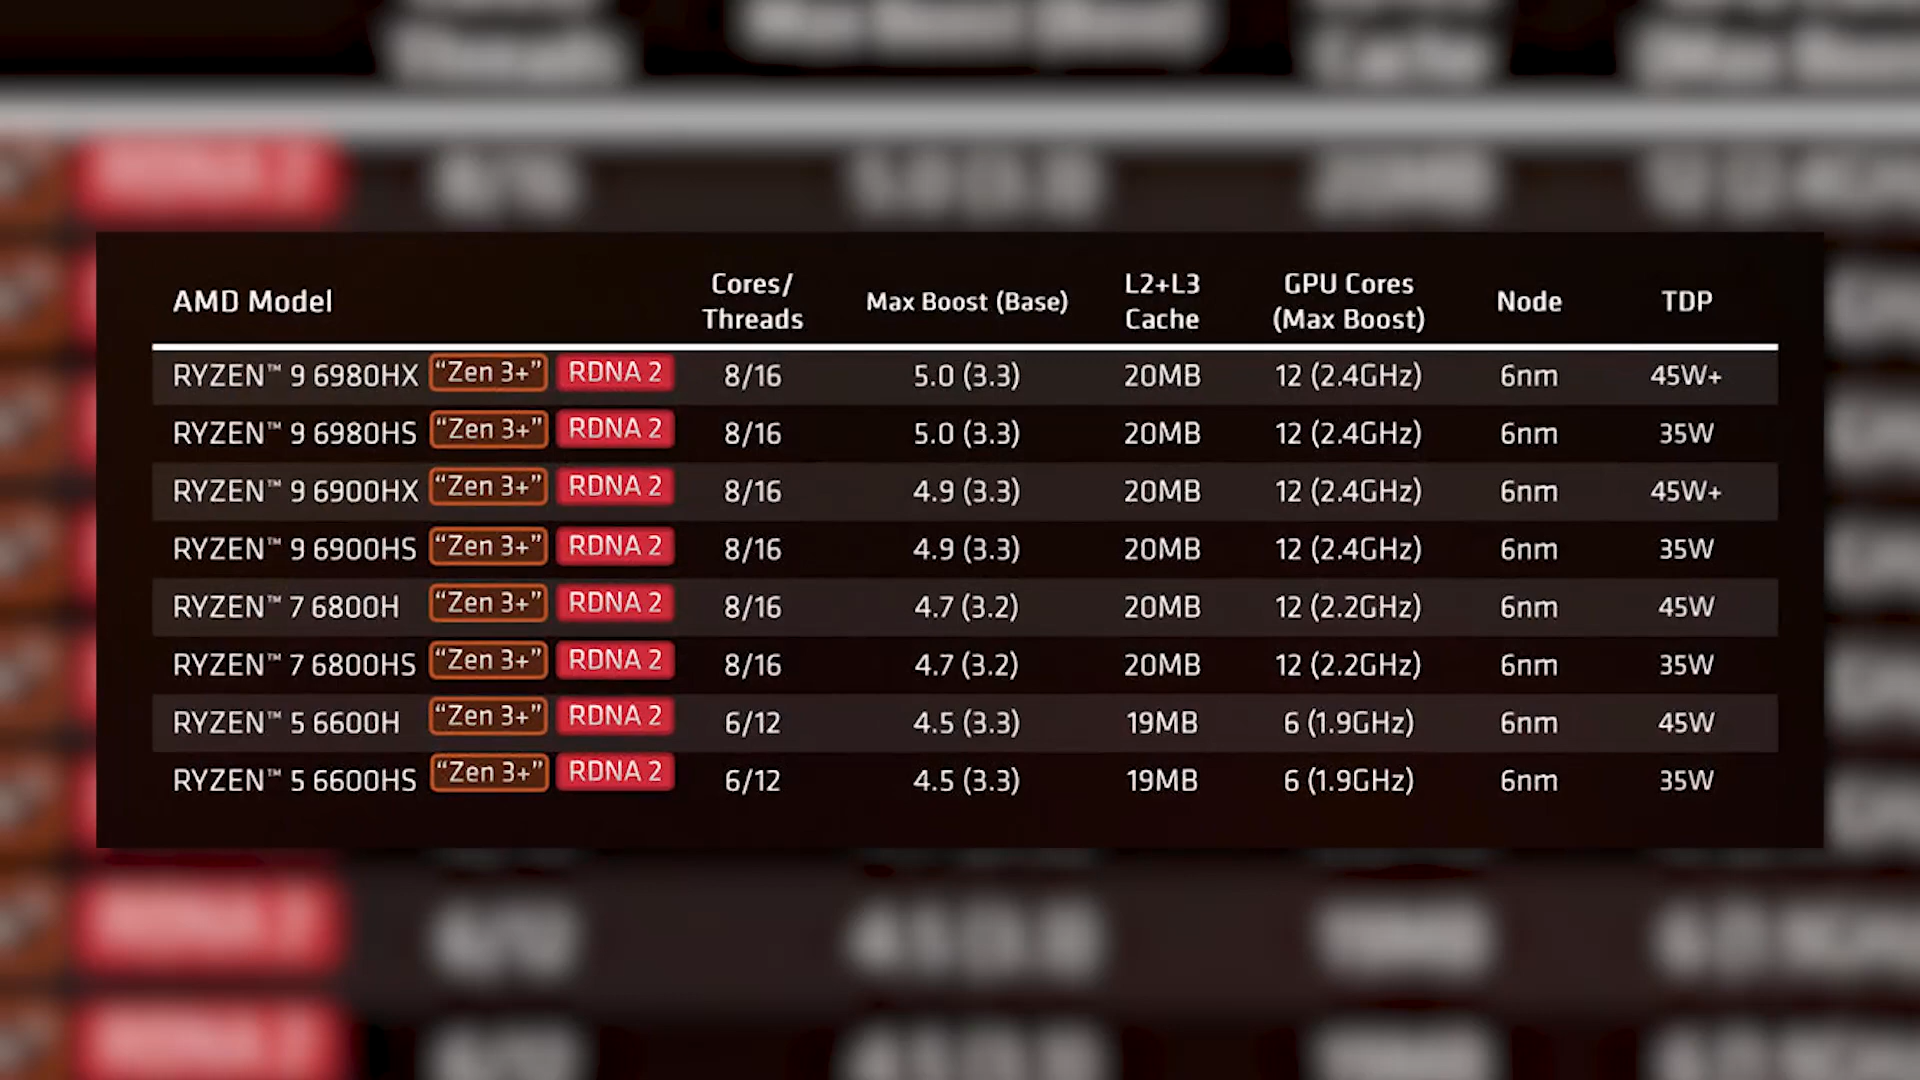 AMD Model Cores/ Threads Max Boost (Base) L2+L3 Cache GPU Cores (Max Boost) Node TDP
RYZEN™ 9 6980HX “Zen 3+” RDNA 2 8/16 5.0 (3.3) 20MB 12 (2.4GHz) 6nm 45W+
RYZEN™ 9 6980HS “Zen 3+” RDNA 2 8/16 5.0 (3.3) 20MB 12 (2.4GHz) 6nm 35W
RYZEN™ 9 6900HX “Zen 3+” RDNA 2 8/16 4.9 (3.3) 20MB 12 (2.4GHz) 6nm 45W+
RYZEN™ 9 6900HS “Zen 3+” RDNA 2 8/16 4.9 (3.3) 20MB 12 (2.4GHz) 6nm 35W
RYZEN™ 7 6800H “Zen 3+” RDNA 2 8/16 4.7 (3.2) 20MB 12 (2.2GHz) 6nm 45W
RYZEN™ 7 6800HS “Zen 3+” RDNA 2 8/16 4.7 (3.2) 20MB 12 (2.2GHz) 6nm 35W
RYZEN™ 5 6600H “Zen 3+” RDNA 2 6/12 4.5 (3.3) 19MB 6 (1.9GHz) 6nm 45W
RYZEN™ 5 6600HS “Zen 3+” RDNA 2 6/12 4.5 (3.3) 19MB 6 (1.9GHz) 6nm 35W